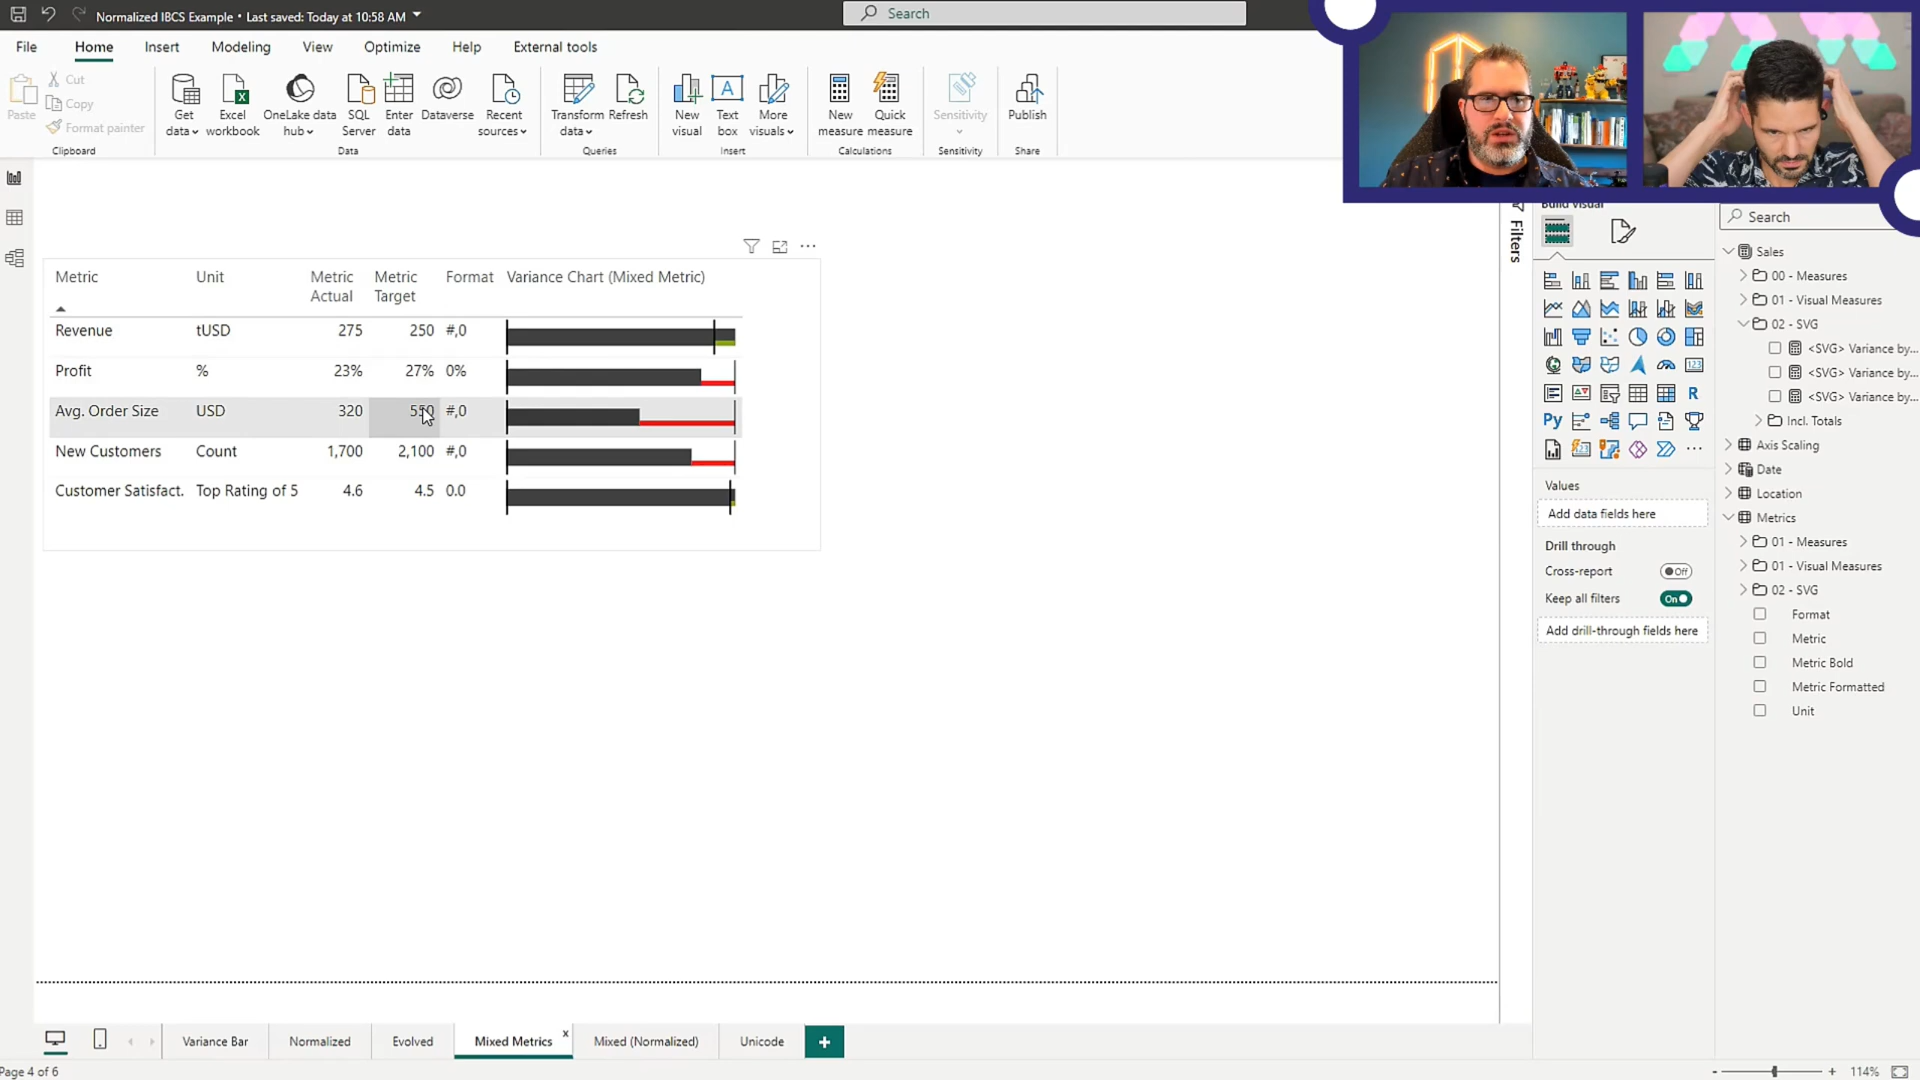 Normalized IBCS Example • Last saved: Today at 10:58 AM
Search
File Home Insert Modeling View Optimize Help External tools
Paste
Cut
Copy
Format painter
Clipboard
Get data
Excel workbook
OneLake data hub
SQL Server
Enter data
Dataverse
Recent sources
Data
Transform data
Refresh
Queries
New visual
Text box
More visuals
Insert
New measure
Quick measure
Calculations
Sensitivity
Sensitivity
Publish
Share
Metric Unit Metric Actual Metric Target Format Variance Chart (Mixed Metric)
Revenue tUSD 275 250 #,0
Profit % 23% 27% 0%
Avg. Order Size USD 320 550 #,0
New Customers Count 1,700 2,100 #,0
Customer Satisfact. Top Rating of 5 4.6 4.5 0.0
Filters
Build visual
123
R
Py
Values
Add data fields here
Drill through
Cross-report Off
Keep all filters On
Add drill-through fields here
Search
Sales
00 - Measures
01 - Visual Measures
02 - SVG
<SVG> Variance by...
<SVG> Variance by...
<SVG> Variance by...
Incl. Totals
Axis Scaling
Date
Location
Metrics
01 - Measures
01 - Visual Measures
02 - SVG
Format
Metric
Metric Bold
Metric Formatted
Unit
Variance Bar Normalized Evolved Mixed Metrics x Mixed (Normalized) Unicode +
Page 4 of 6
- + 114%